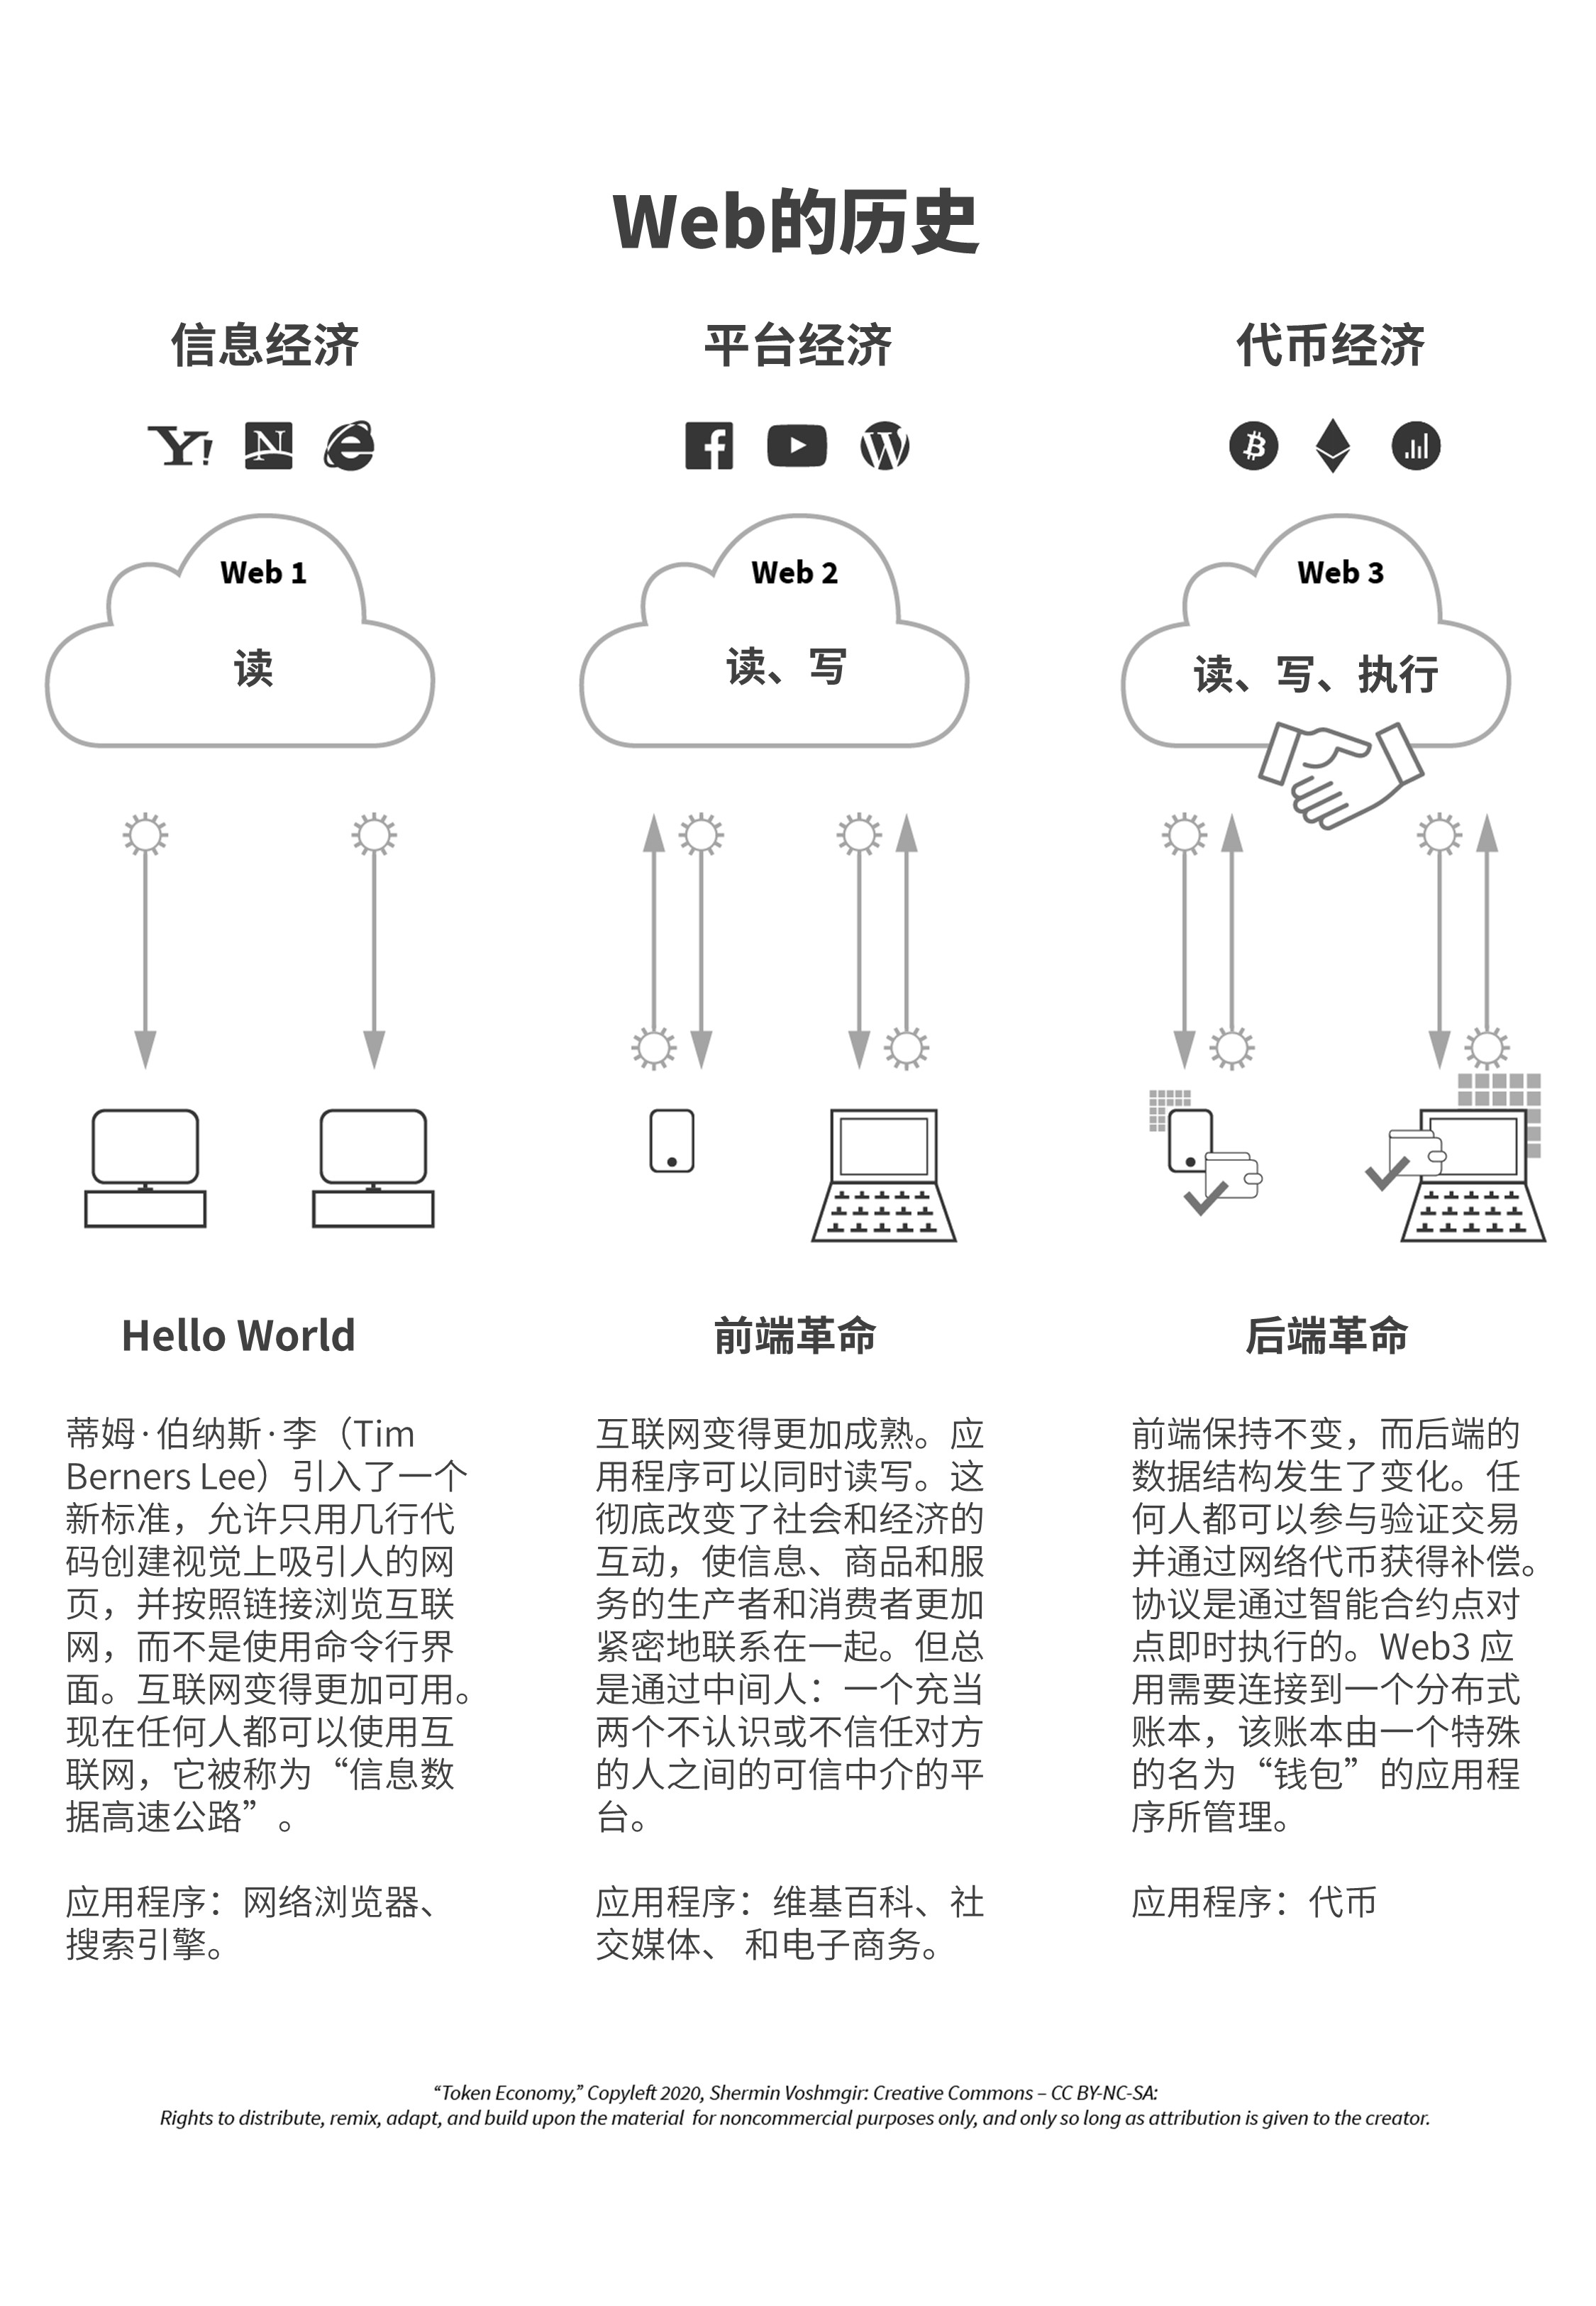 Web的历史
信息经济
平台经济
代币经济
Web 1
读
Web 2
读、写
Web 3
读、写、执行
Hello World
蒂姆·伯纳斯·李（Tim
Berners Lee）引入了一个
新标准，允许只用几行代
码创建视觉上吸引人的网
页，并按照链接浏览互联
网，而不是使用命令行界
面。互联网变得更加可用。
现在任何人都可以使用互
联网，它被称为“信息数
据高速公路”。
应用程序：网络浏览器、
搜索引擎。
前端革命
互联网变得更加成熟。应
用程序可以同时读写。这
彻底改变了社会和经济的
互动，使信息、商品和服
务的生产者和消费者更加
紧密地联系在一起。但总
是通过中间人：一个充当
两个不认识或不信任对方
的人之间的可信中介的平
台。
应用程序：维基百科、社
交媒体、 和电子商务。
后端革命
前端保持不变，而后端的
数据结构发生了变化。任
何人都可以参与验证交易
并通过网络代币获得补偿。
协议是通过智能合约点对
点即时执行的。Web3 应
用需要连接到一个分布式
账本，该账本由一个特殊
的名为“钱包”的应用程
序所管理。
应用程序：代币
“Token Economy,” Copyleft 2020, Shermin Voshmgir: Creative Commons – CC BY-NC-SA:
Rights to distribute, remix, adapt, and build upon the material for noncommercial purposes only, and only so long as attribution is given to the creator.